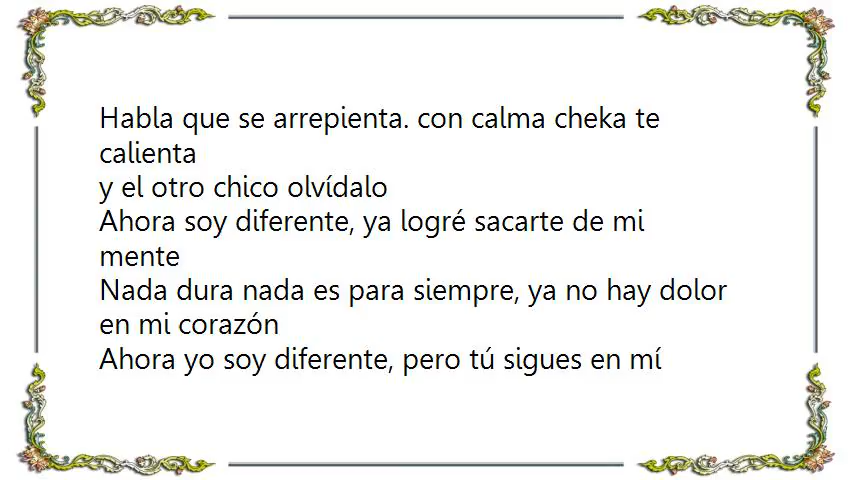 Habla que se arrepienta. con calma cheka te
calienta
y el otro chico olvídalo
Ahora soy diferente, ya logré sacarte de mi
mente
Nada dura nada es para siempre, ya no hay dolor
en mi corazón
Ahora yo soy diferente, pero tú sigues en mí